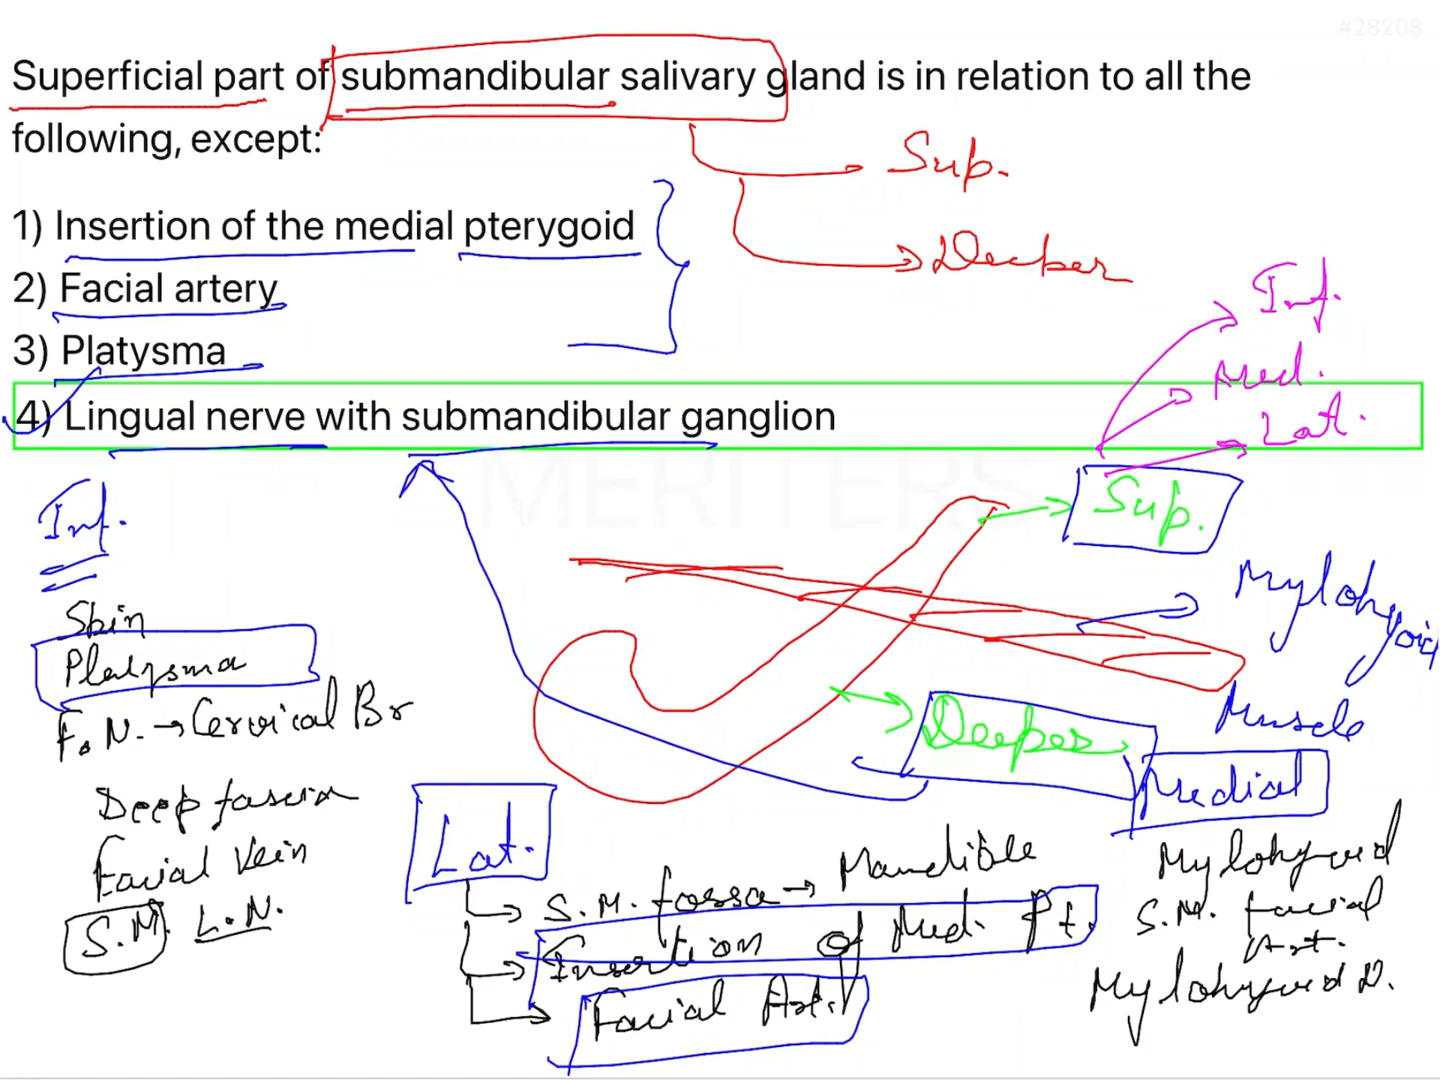 #28208
Superficial part of submandibular salivary gland is in relation to all the
following, except:
Sup.
1) Insertion of the medial pterygoid
Deeper
2) Facial artery
Inf.
3) Platysma
Med.
4) Lingual nerve with submandibular ganglion
Lat.
MERITERS
Inf.
Sup.
Skin
Mylohyoid
Platysma
Muscle
F. N. → Cervical Br
Deeper
Medial
Deep fascia
Facial Vein
Lat.
S.M. L.N.
S.M. fossa → Mandible
Mylohyoid
Insertion of Med. Pt.
S.M. facial
Art.
Facial Art.
Mylohyoid N.